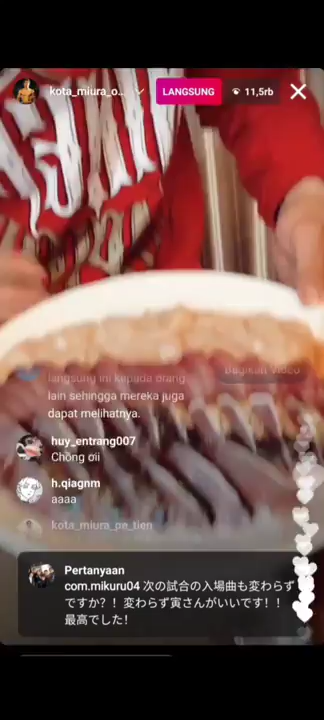 kota_miura_o...
LANGSUNG
11,5rb
Bagikan Video
langsung ini kepada orang
lain sehingga mereka juga
dapat melihatnya.
huy_entrang007
Chồng ơii
h.qiagnm
aaaa
kota_miura_pe_tien
Pertanyaan
com.mikuru04 次の試合の入場曲も変わらず
ですか？！変わらず寅さんがいいです！！
最高でした！